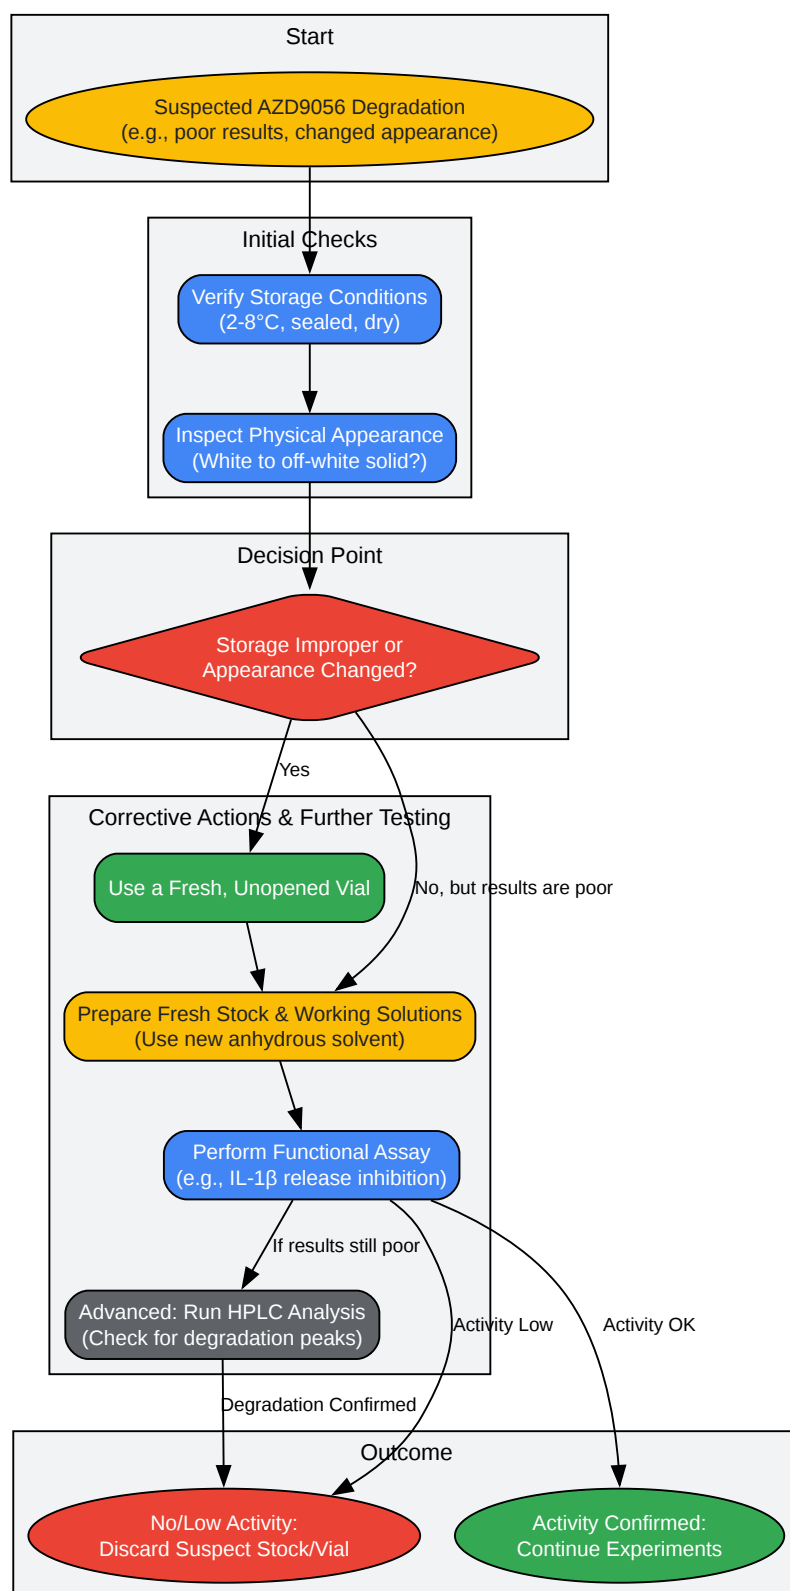 Start
Suspected AZD9056 Degradation
(e.g., poor results, changed appearance)
Initial Checks
Verify Storage Conditions
(2-8°C, sealed, dry)
Inspect Physical Appearance
(White to off-white solid?)
Decision Point
Storage Improper or
Appearance Changed?
Yes
Corrective Actions & Further Testing
Use a Fresh, Unopened Vial
No, but results are poor
Prepare Fresh Stock & Working Solutions
(Use new anhydrous solvent)
Perform Functional Assay
(e.g., IL-1β release inhibition)
If results still poor
Advanced: Run HPLC Analysis
(Check for degradation peaks)
Activity Low
Activity OK
Degradation Confirmed
Outcome
No/Low Activity:
Discard Suspect Stock/Vial
Activity Confirmed:
Continue Experiments